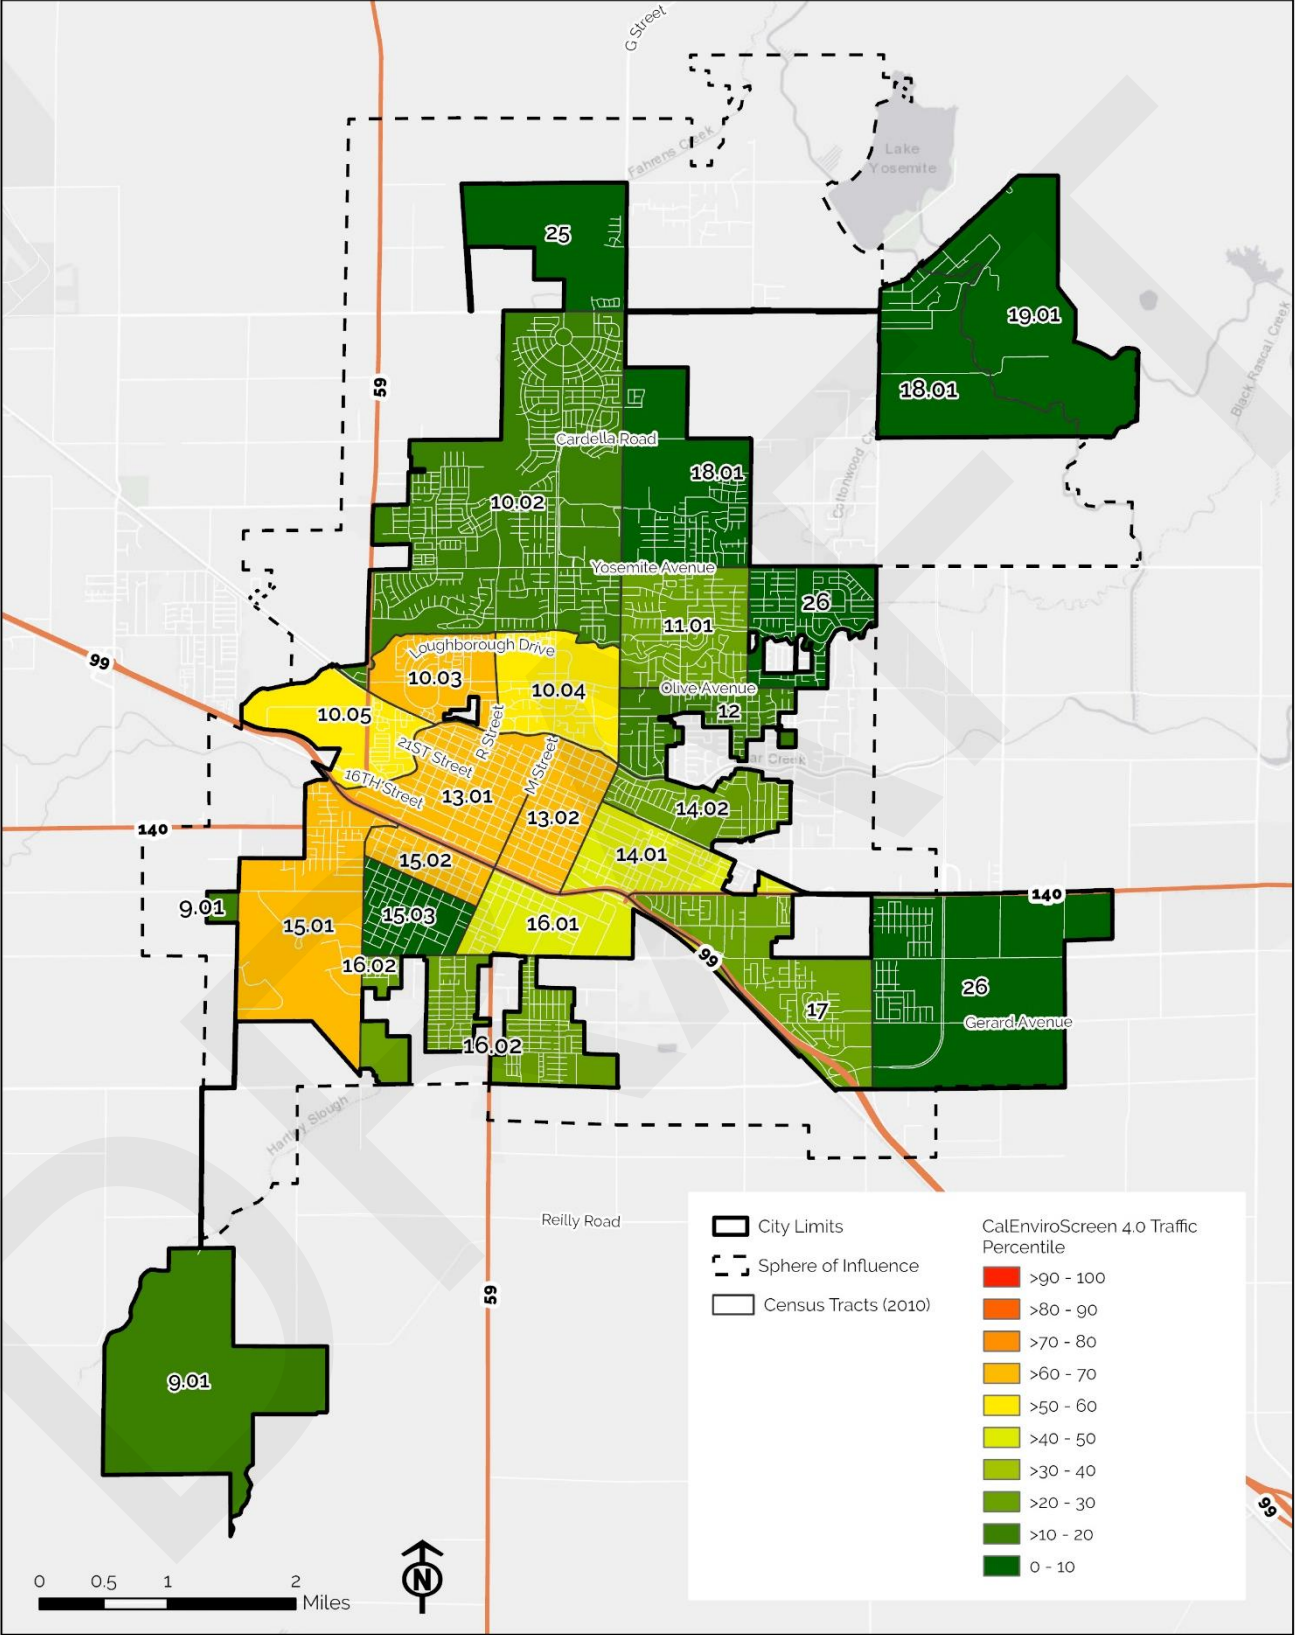 G Street
Fahrens Creek
Lake
Yosemite
25
19.01
18.01
Black Rascal Creek
59
Cardella Road
18.01
10.02
Yosemite Avenue
26
11.01
Loughborough Drive
99
10.03
10.04
Olive Avenue
10.05
12
R Street
21ST Street
M Street
16TH Street
13.01
14.02
13.02
140
15.02
14.01
140
9.01
15.03
16.01
15.01
99
16.02
26
17
Gerard Avenue
16.02
Hartley Slough
Reilly Road
59
9.01
99
City Limits
Sphere of Influence
Census Tracts (2010)
CalEnviroScreen 4.0 Traffic
Percentile
>90 - 100
>80 - 90
>70 - 80
>60 - 70
>50 - 60
>40 - 50
>30 - 40
>20 - 30
>10 - 20
0 - 10
0 0.5 1 2
Miles
N
DRAFT